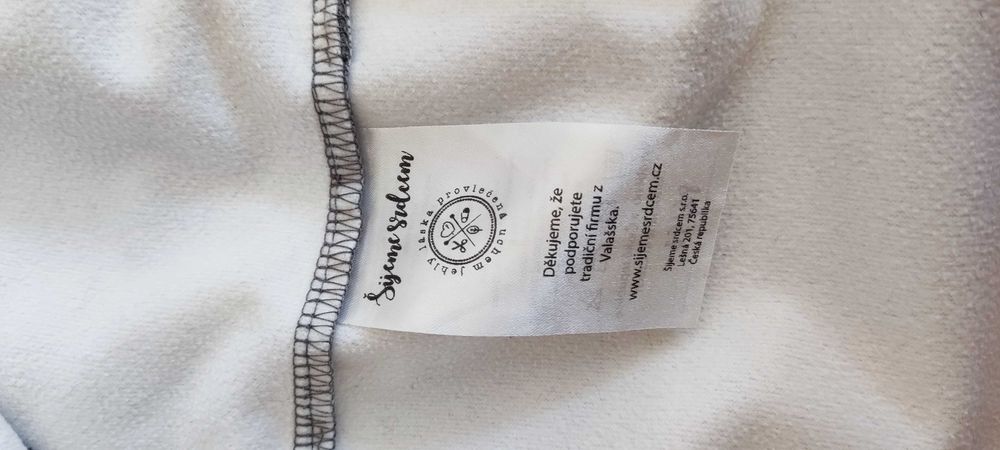 Šijeme srdcem
láska provlečená uchem jehly
Děkujeme, že
podporujete
tradiční firmu z
Valašska.
www.sijemesrdcem.cz
Šijeme srdcem s.r.o.
Lešná 201, 75641
Česká republika